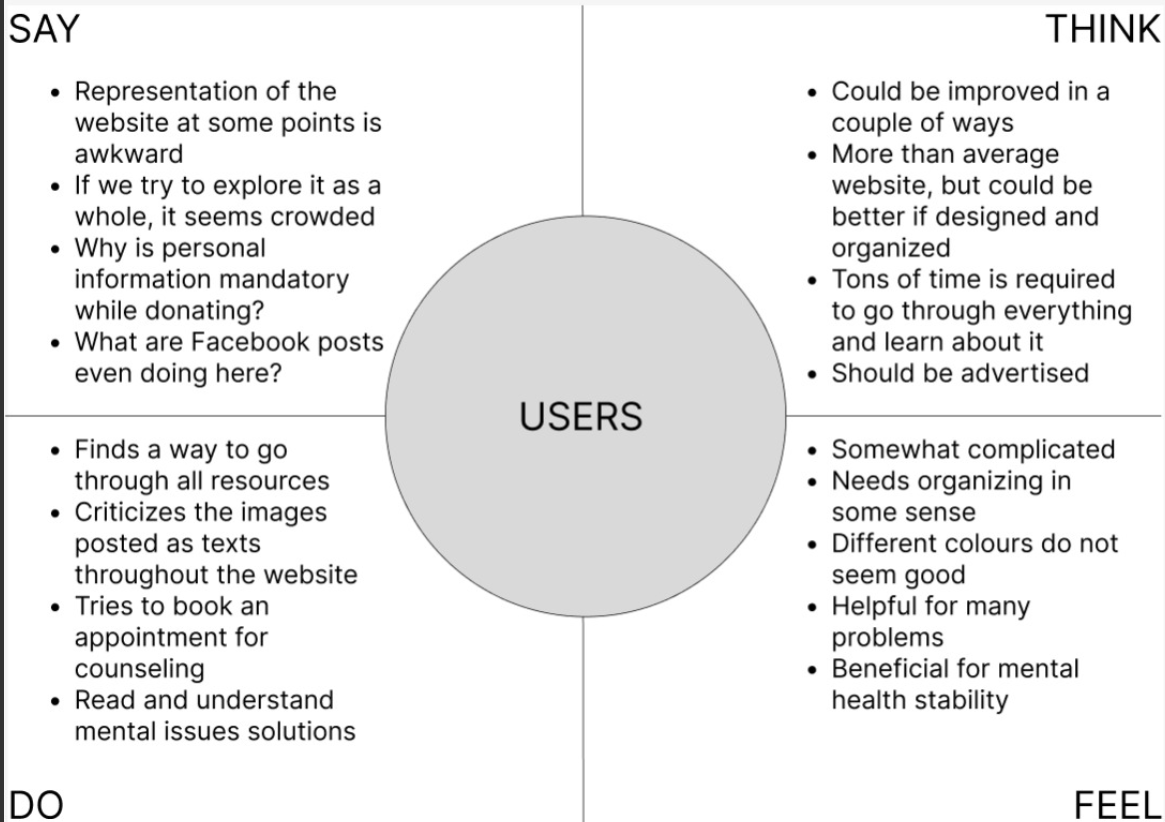 SAY
• Representation of the
website at some points is
awkward
• If we try to explore it as a
whole, it seems crowded
• Why is personal
information mandatory
while donating?
• What are Facebook posts
even doing here?
THINK
• Could be improved in a
couple of ways
• More than average
website, but could be
better if designed and
organized
• Tons of time is required
to go through everything
and learn about it
• Should be advertised
USERS
• Finds a way to go
through all resources
• Criticizes the images
posted as texts
throughout the website
• Tries to book an
appointment for
counseling
• Read and understand
mental issues solutions
DO
• Somewhat complicated
• Needs organizing in
some sense
• Different colours do not
seem good
• Helpful for many
problems
• Beneficial for mental
health stability
FEEL